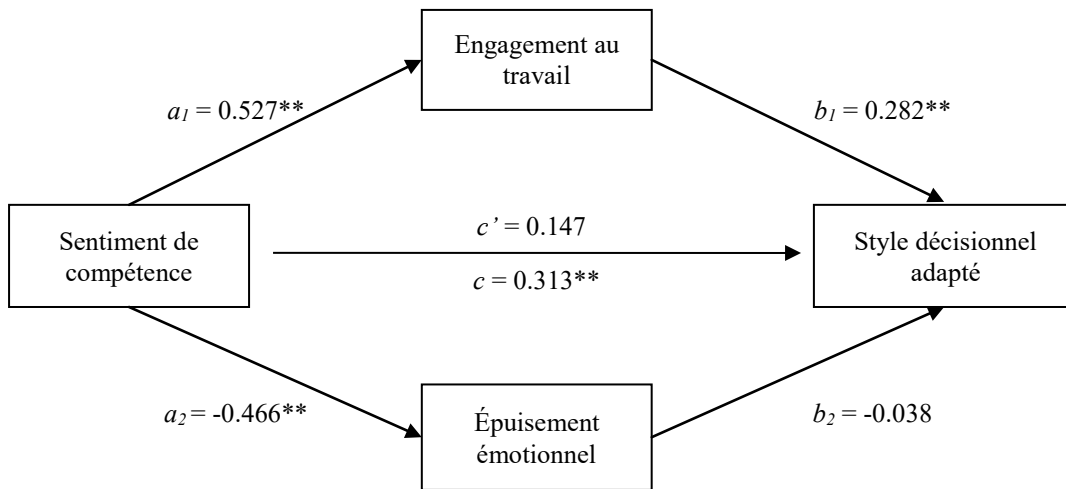 Engagement au
travail
a1 = 0.527**
b1 = 0.282**
Sentiment de
compétence
c’ = 0.147
c = 0.313**
Style décisionnel
adapté
a2 = -0.466**
Épuisement
émotionnel
b2 = -0.038